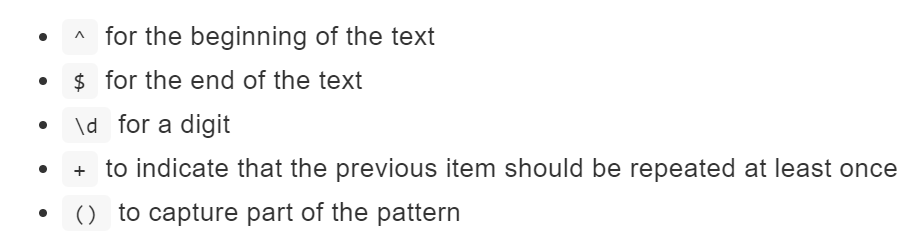 • ^ for the beginning of the text
• $ for the end of the text
• \d for a digit
• + to indicate that the previous item should be repeated at least once
• () to capture part of the pattern